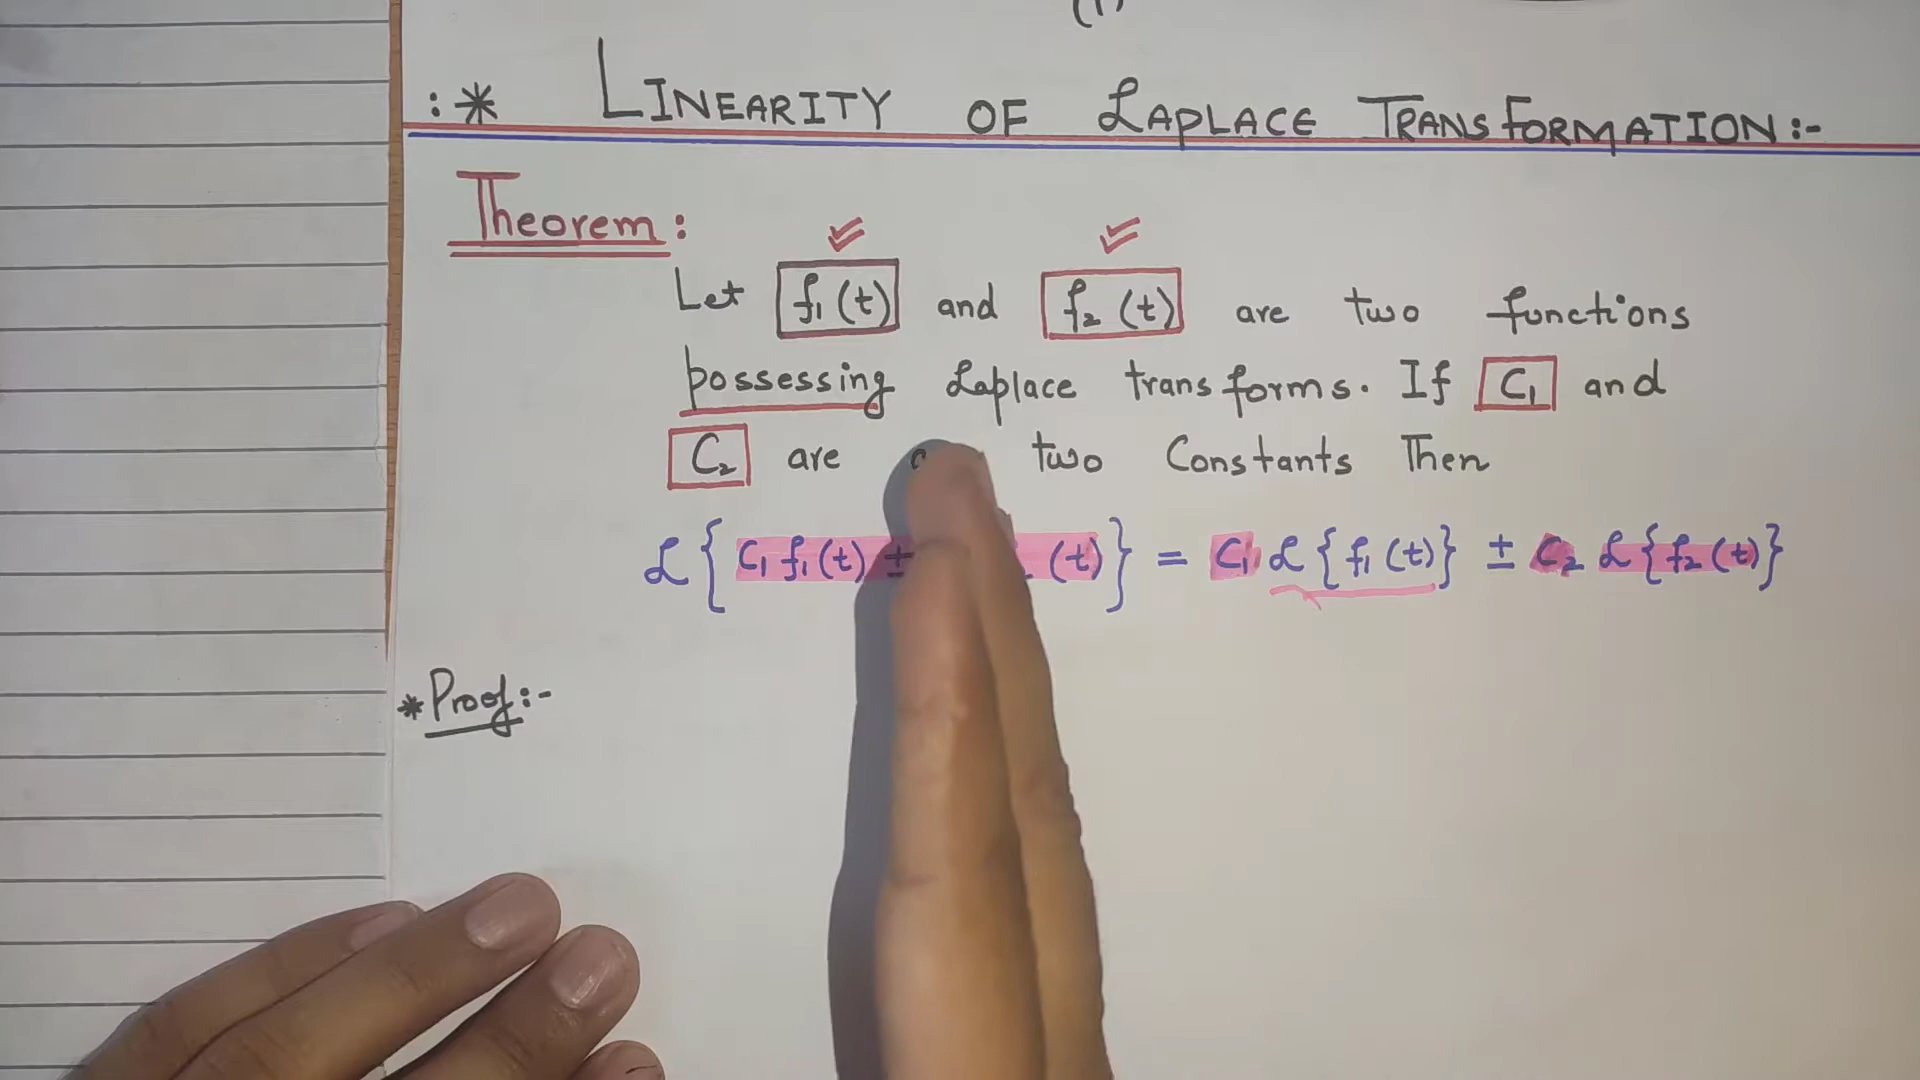 :* LINEARITY OF LAPLACE TRANSFORMATION:-
Theorem:
Let f₁(t) and f₂(t) are two functions
possessing Laplace transforms. If C₁ and
C₂ are two Constants Then
ℒ{C₁ f₁(t) ± (t)} = C₁ ℒ{f₁(t)} ± C₂ ℒ{f₂(t)}
*Proof:-